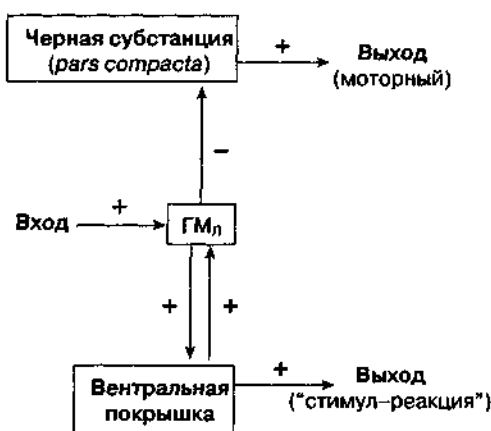 Черная субстанция
(pars compacta)
+
Выход
(моторный)
–
Вход
+
ГМл
+
+
Вентральная
покрышка
+
Выход
("стимул–реакция")